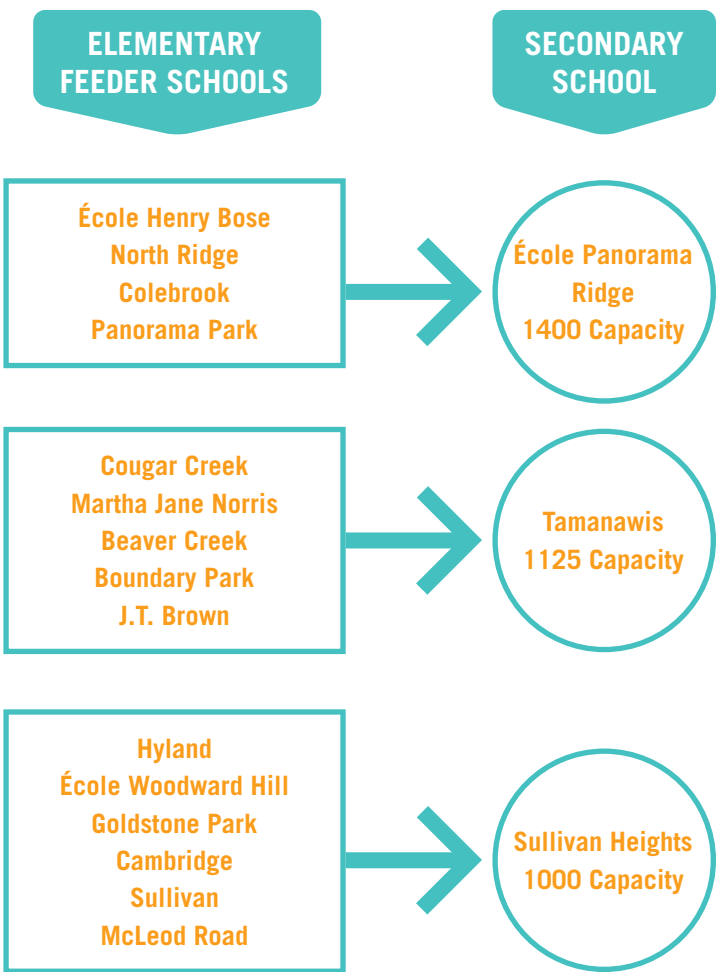 ELEMENTARY
FEEDER SCHOOLS
SECONDARY
SCHOOL
École Henry Bose
North Ridge
Colebrook
Panorama Park
École Panorama
Ridge
1400 Capacity
Cougar Creek
Martha Jane Norris
Beaver Creek
Boundary Park
J.T. Brown
Tamanawis
1125 Capacity
Hyland
École Woodward Hill
Goldstone Park
Cambridge
Sullivan
McLeod Road
Sullivan Heights
1000 Capacity